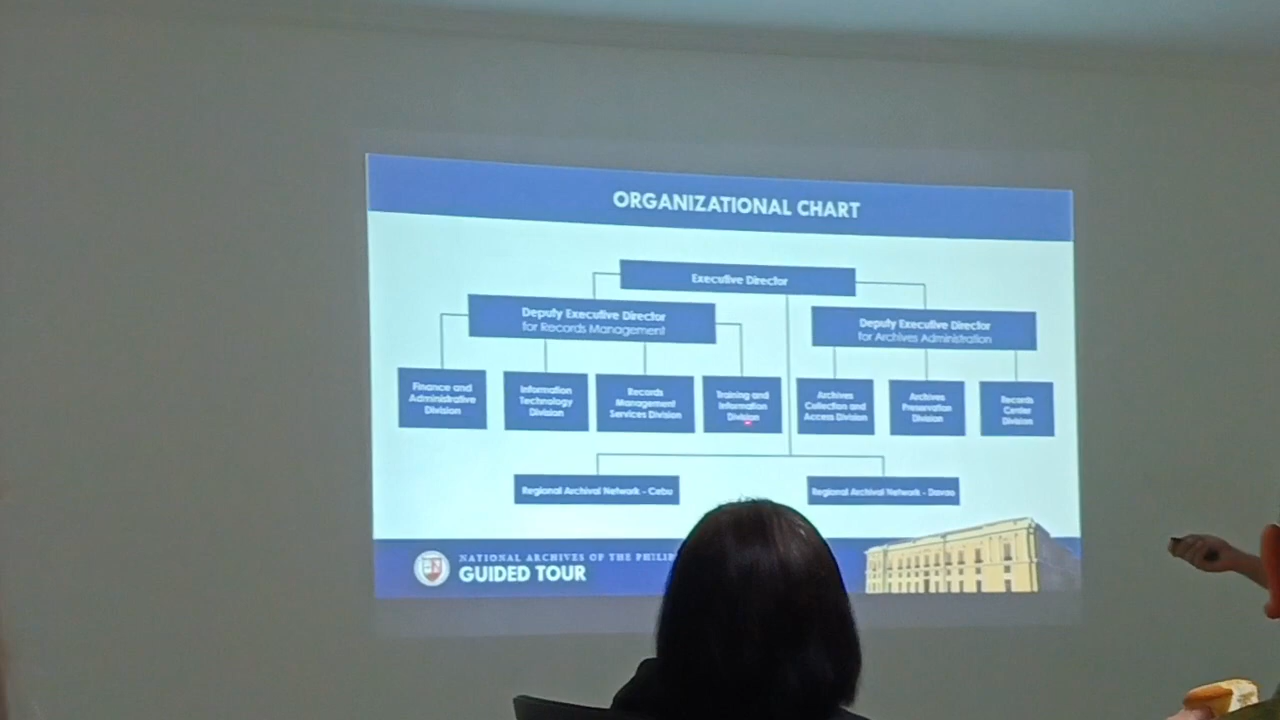 ORGANIZATIONAL CHART
Executive Director
Deputy Executive Director
for Records Management
Deputy Executive Director
for Archives Administration
Finance and
Administrative
Division
Information
Technology
Division
Records
Management
Services Division
Training and
Information
Division
Archives
Collection and
Access Division
Archives
Preservation
Division
Records
Center
Division
Regional Archival Network - Cebu
Regional Archival Network - Davao
NATIONAL ARCHIVES OF THE
GUIDED TOUR